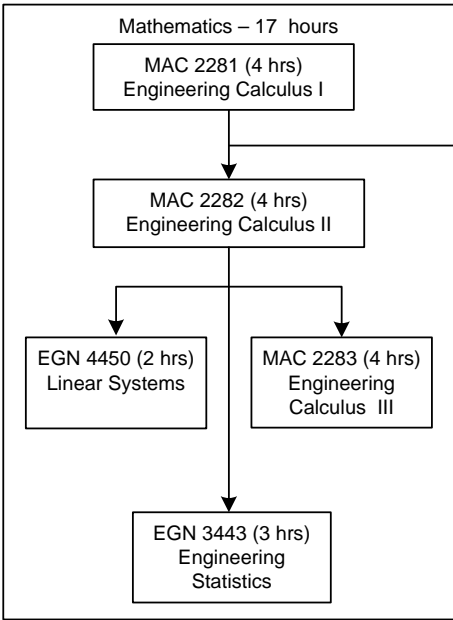 Mathematics – 17 hours
MAC 2281 (4 hrs)
Engineering Calculus I
MAC 2282 (4 hrs)
Engineering Calculus II
EGN 4450 (2 hrs)
Linear Systems
MAC 2283 (4 hrs)
Engineering
Calculus III
EGN 3443 (3 hrs)
Engineering
Statistics